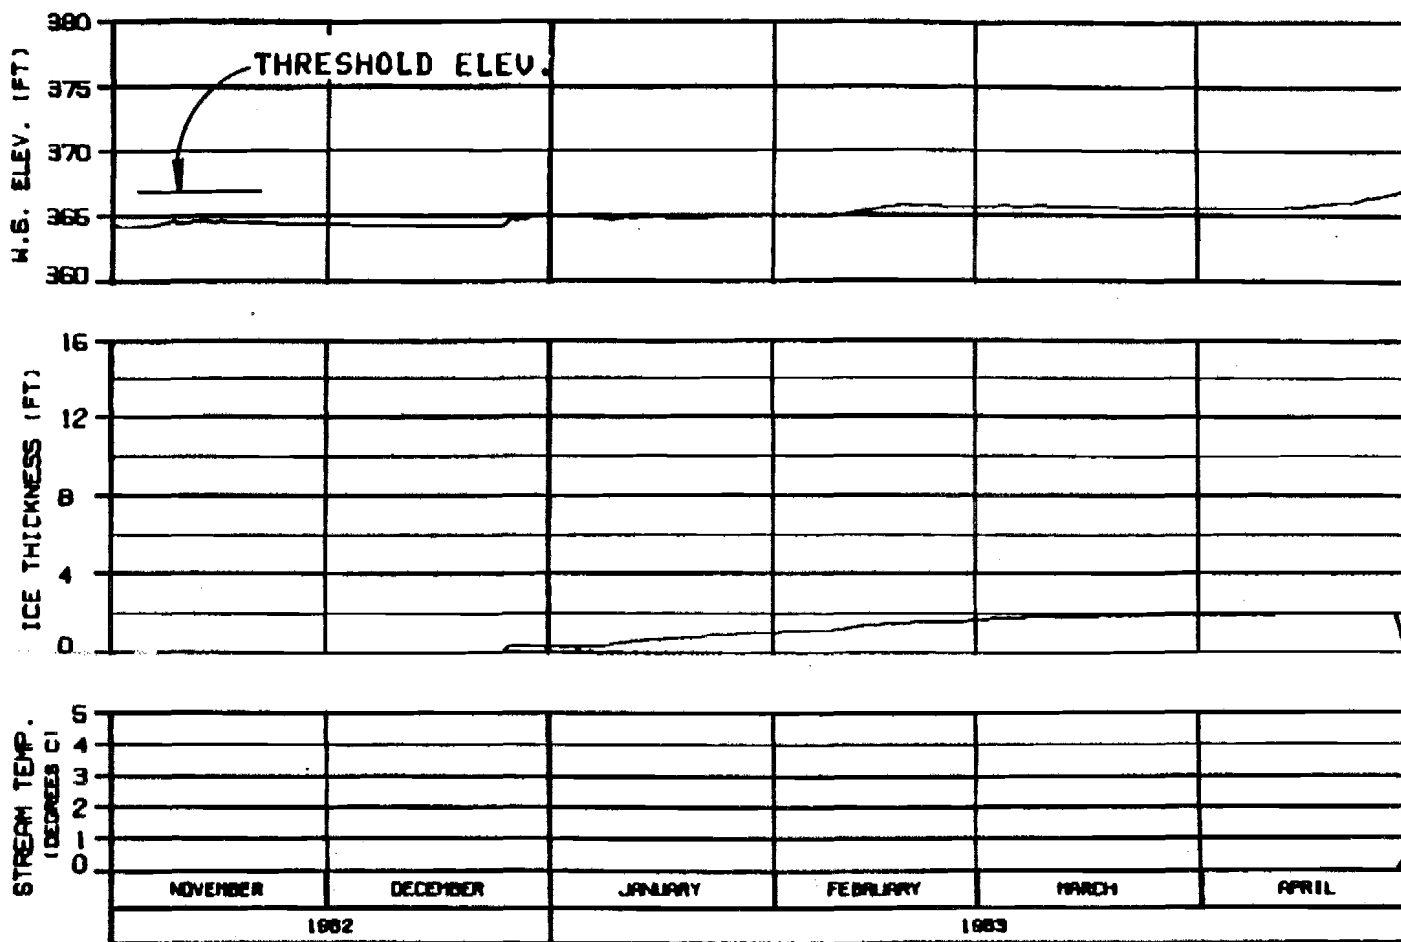 380
THRESHOLD ELEV.
375
370
365
360
W.S. ELEV. (FT)
16
12
8
4
0
ICE THICKNESS (FT)
5
4
3
2
1
0
STREAM TEMP.
(DEGREES C)
NOVEMBER DECEMBER JANUARY FEBRUARY MARCH APRIL
1982 1983